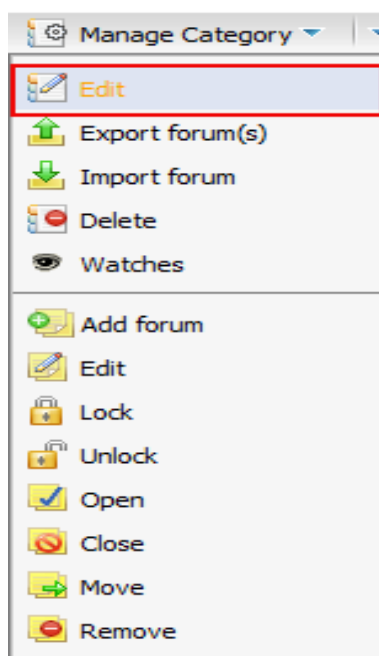 Manage Category
Edit
Export forum(s)
Import forum
Delete
Watches
Add forum
Edit
Lock
Unlock
Open
Close
Move
Remove